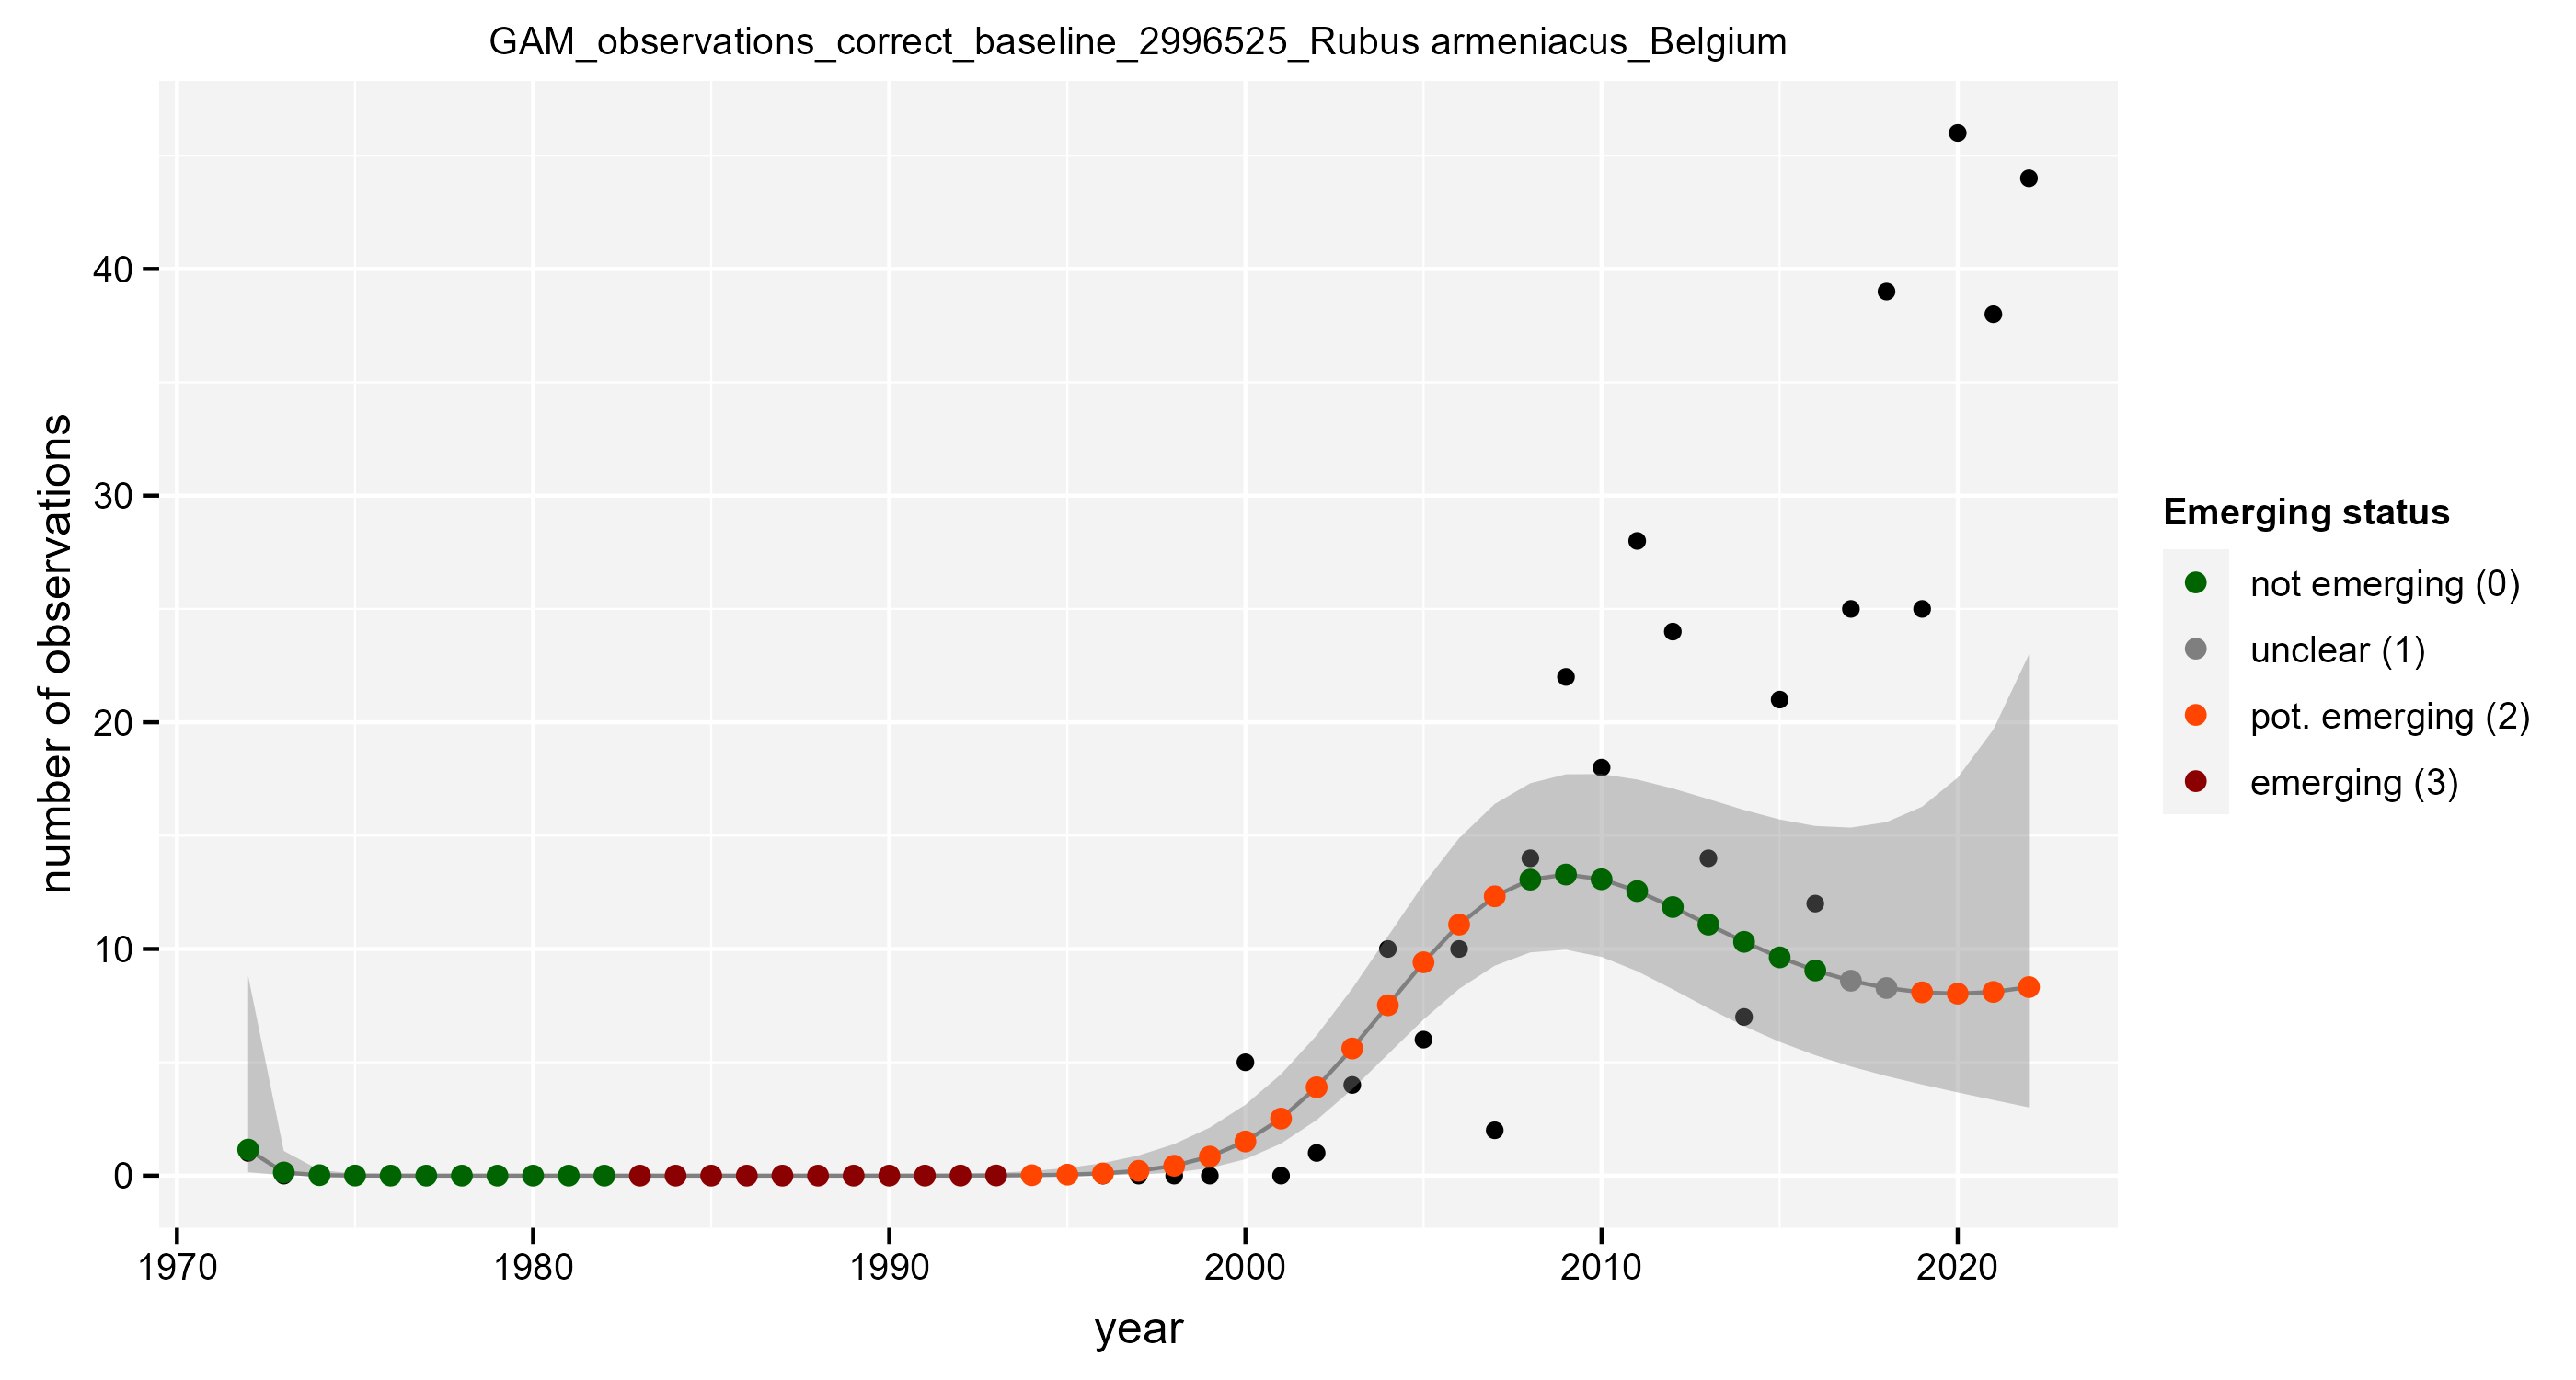 GAM_observations_correct_baseline_2996525_Rubus armeniacus_Belgium
number of observations
40
30
20
10
0
1970 1980 1990 2000 2010 2020
year
Emerging status
not emerging (0)
unclear (1)
pot. emerging (2)
emerging (3)